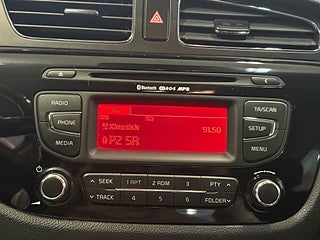 Bluetooth MP3
RADIO
PHONE
MEDIA
Klassisk 91.50
P2 SR
TA/SCAN
SETUP
MENU
SEEK 1 RPT 2 RDM 3 PTY
TRACK 4 5 6 FOLDER